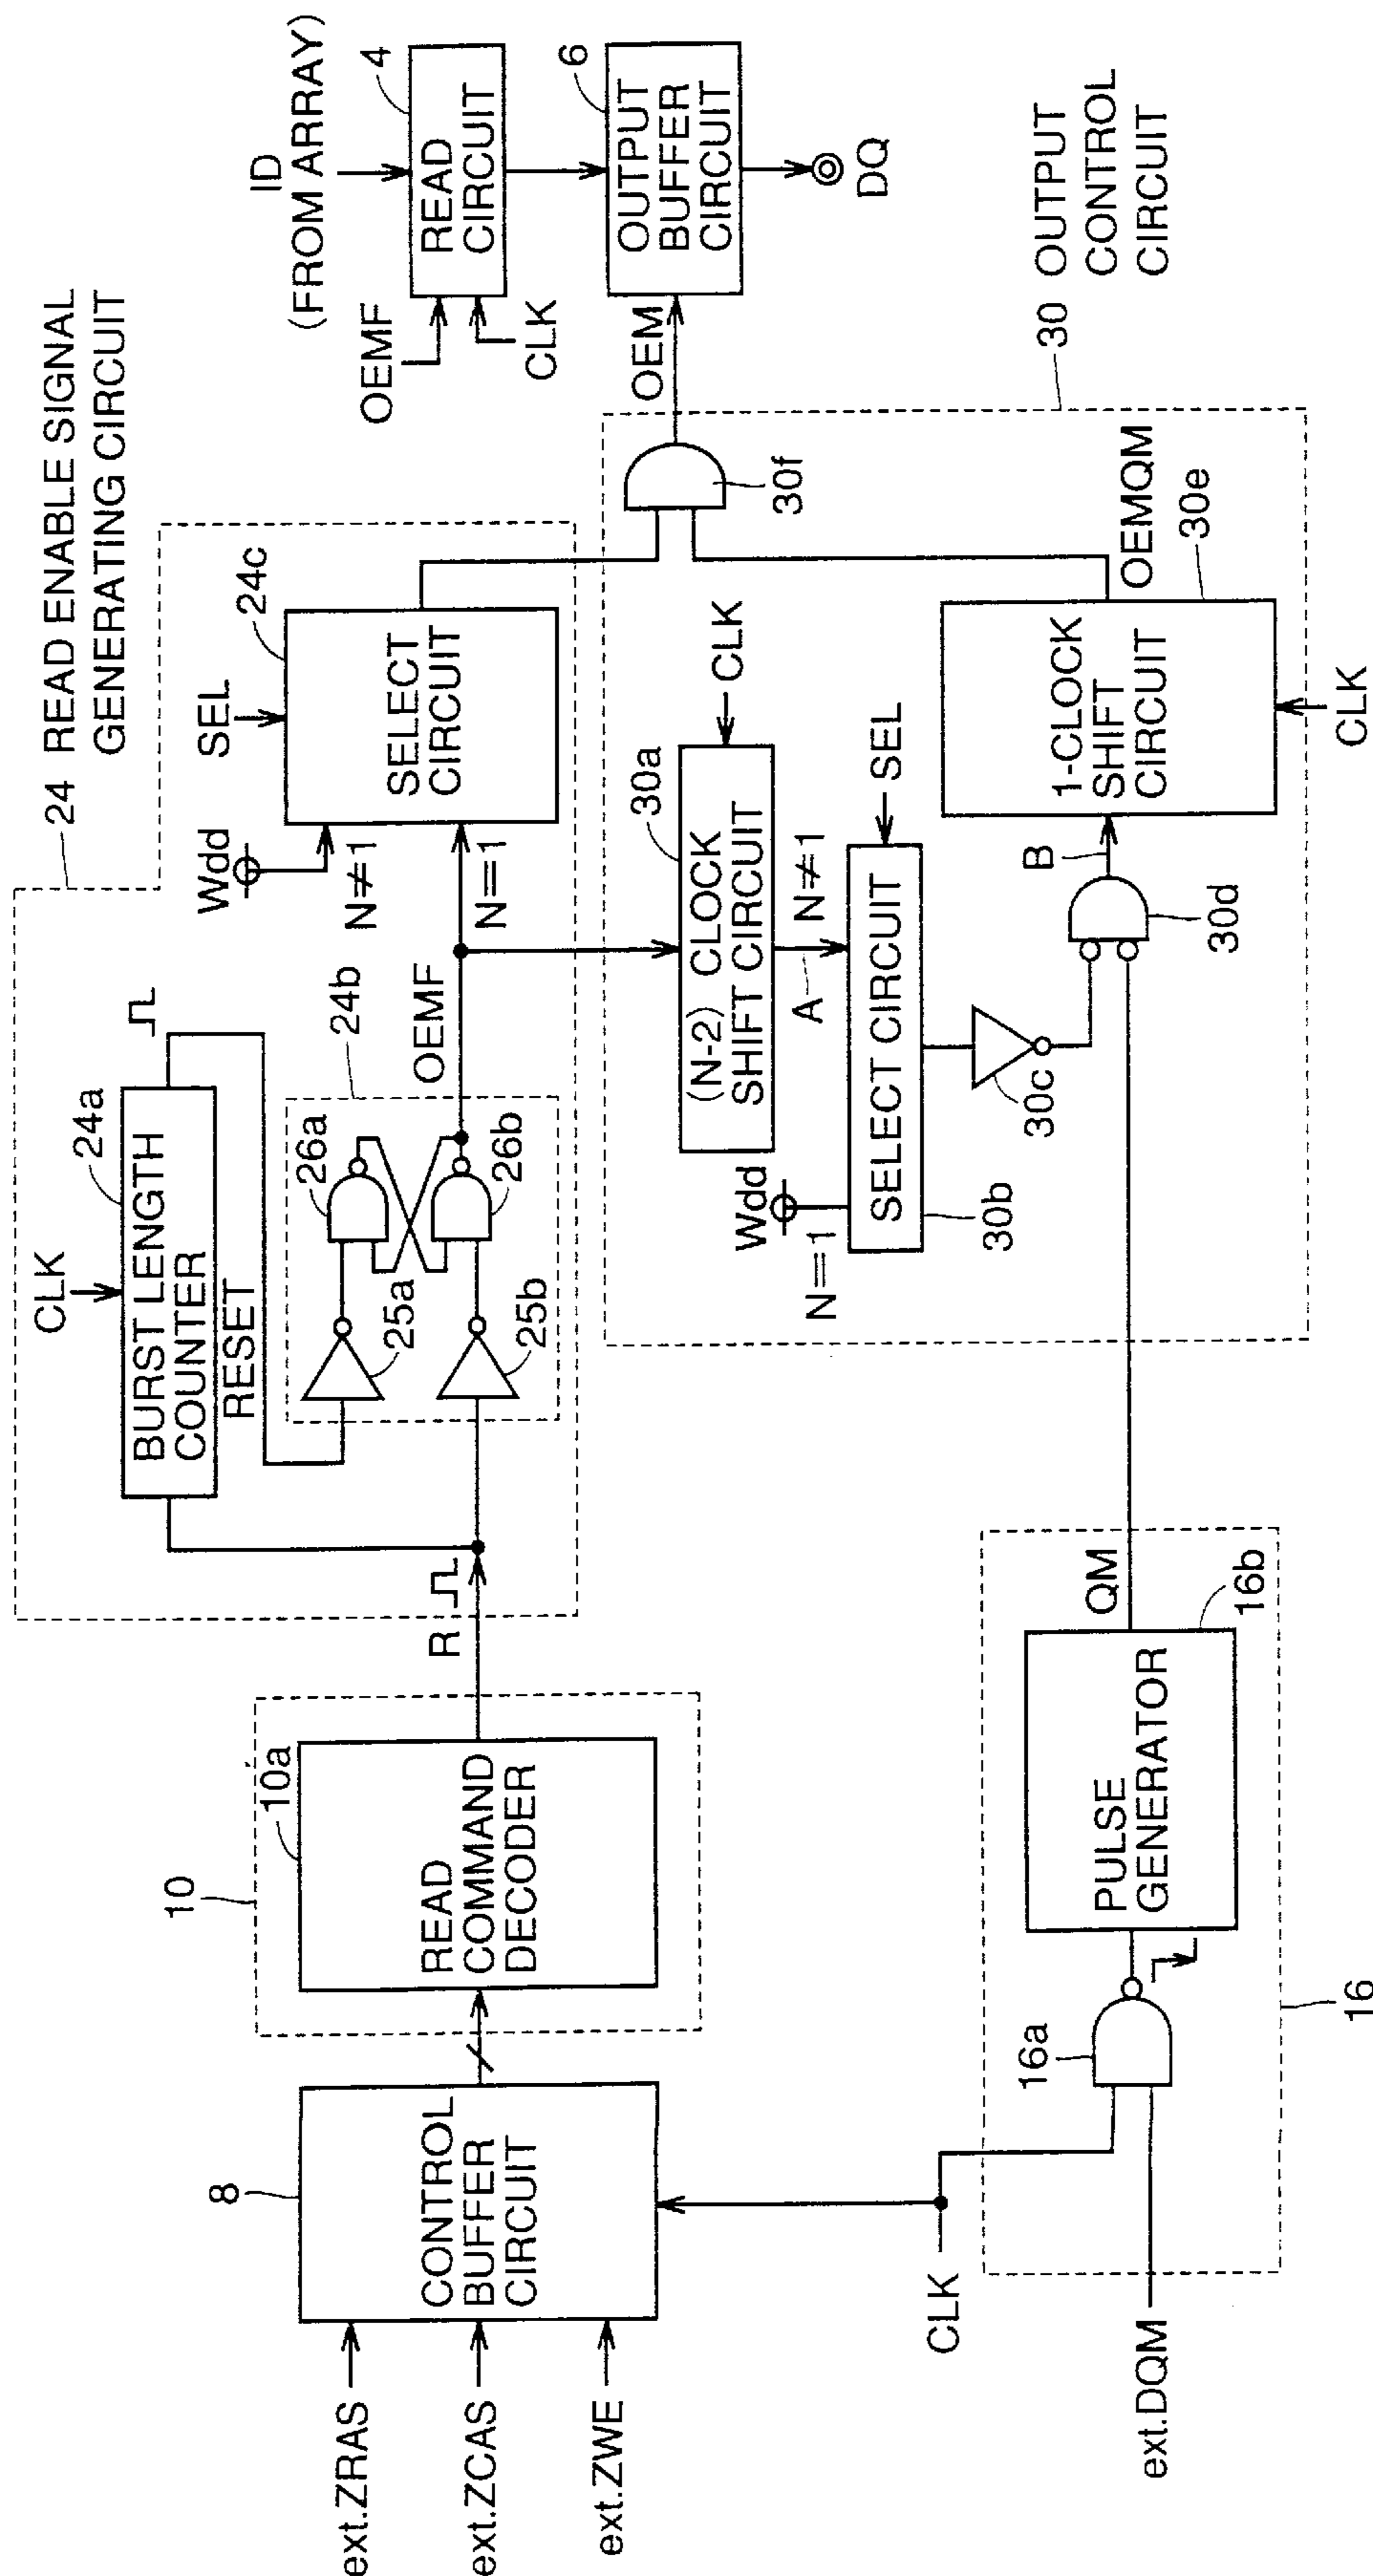 24 READ ENABLE SIGNAL
GENERATING CIRCUIT
CLK
24a
BURST LENGTH
COUNTER
RESET
25a
25b
26a
26b
24b
OEMF
Wdd
N≠1
N=1
SEL
24c
SELECT
CIRCUIT
ID
(FROM ARRAY)
4
READ
CIRCUIT
OEMF
CLK
6
OUTPUT
BUFFER
CIRCUIT
OEM
DQ
30 OUTPUT
CONTROL
CIRCUIT
ext.ZRAS
ext.ZCAS
ext.ZWE
8
CONTROL
BUFFER
CIRCUIT
10
10a
READ
COMMAND
DECODER
R
30a
(N-2) CLOCK
SHIFT CIRCUIT
CLK
A
N≠1
Wdd
N=1
SELECT CIRCUIT
SEL
30b
30c
30d
B
1-CLOCK
SHIFT
CIRCUIT
CLK
OEMQM
30e
30f
CLK
ext.DQM
16a
PULSE
GENERATOR
16b
QM
16